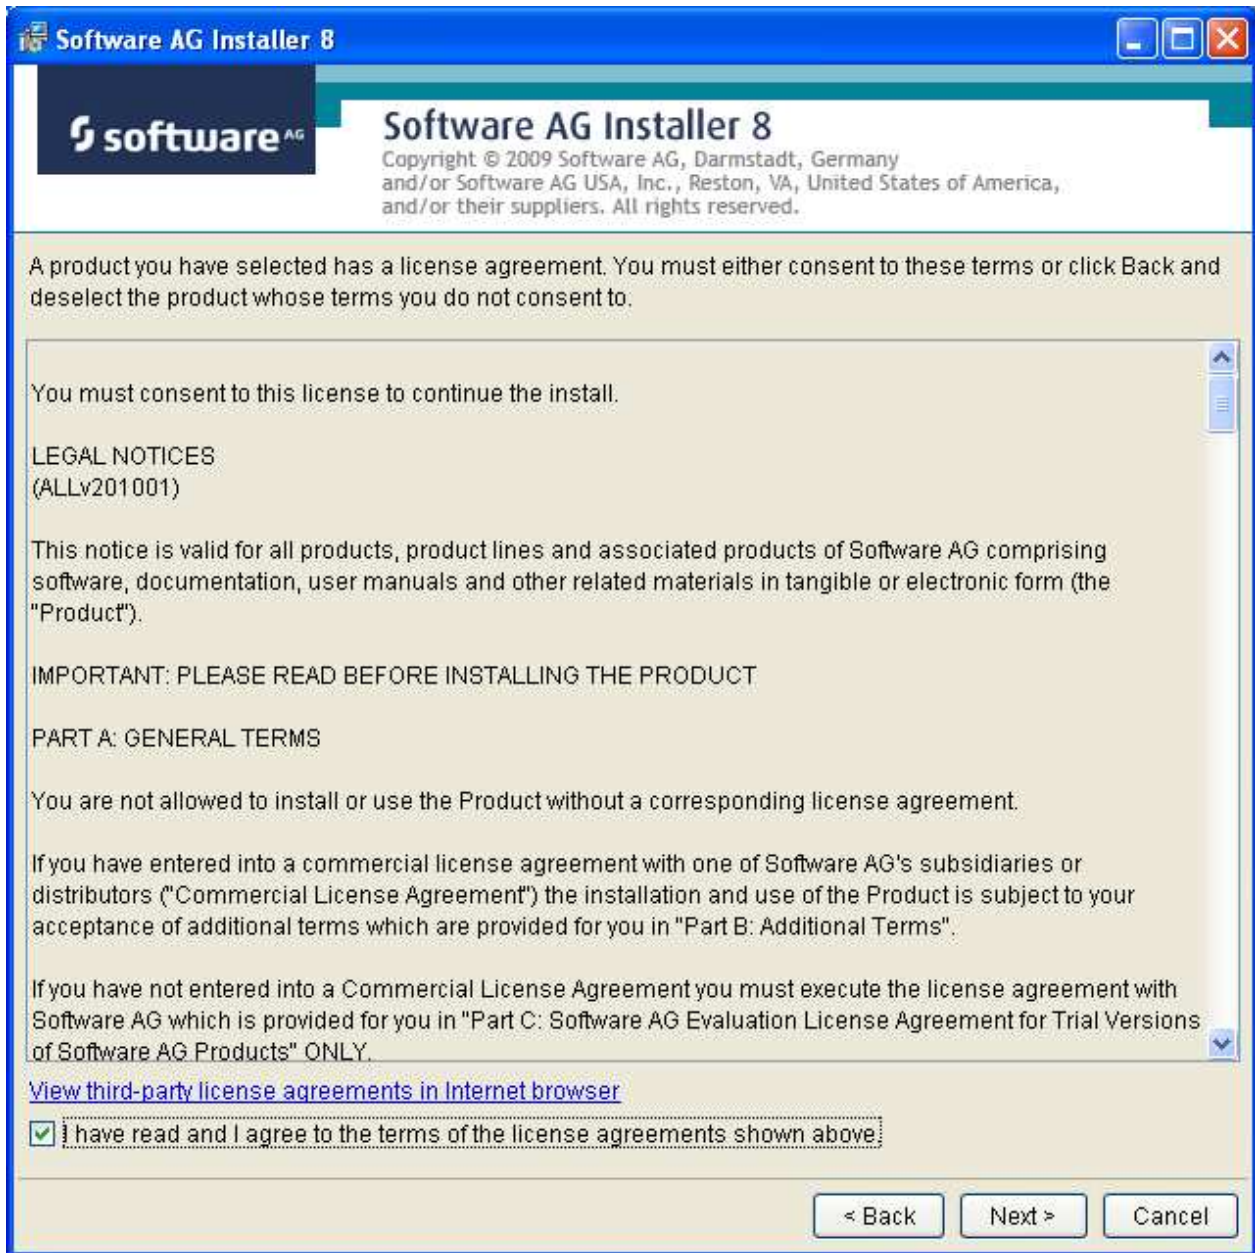 Software AG Installer 8
software AG
Software AG Installer 8
Copyright © 2009 Software AG, Darmstadt, Germany
and/or Software AG USA, Inc., Reston, VA, United States of America,
and/or their suppliers. All rights reserved.
A product you have selected has a license agreement. You must either consent to these terms or click Back and
deselect the product whose terms you do not consent to.
You must consent to this license to continue the install.
LEGAL NOTICES
(ALLv201001)
This notice is valid for all products, product lines and associated products of Software AG comprising
software, documentation, user manuals and other related materials in tangible or electronic form (the
"Product").
IMPORTANT: PLEASE READ BEFORE INSTALLING THE PRODUCT
PART A: GENERAL TERMS
You are not allowed to install or use the Product without a corresponding license agreement.
If you have entered into a commercial license agreement with one of Software AG's subsidiaries or
distributors ("Commercial License Agreement") the installation and use of the Product is subject to your
acceptance of additional terms which are provided for you in "Part B: Additional Terms".
If you have not entered into a Commercial License Agreement you must execute the license agreement with
Software AG which is provided for you in "Part C: Software AG Evaluation License Agreement for Trial Versions
of Software AG Products" ONLY.
View third-party license agreements in Internet browser
I have read and I agree to the terms of the license agreements shown above.
< Back
Next >
Cancel